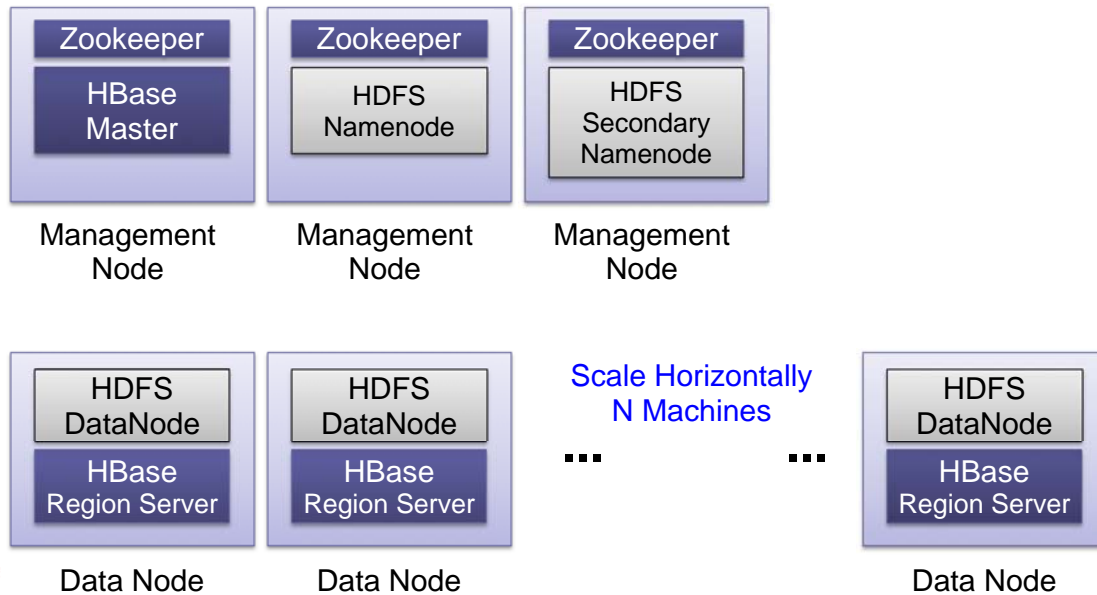 Zookeeper
HBase
Master
Management
Node
Zookeeper
HDFS
Namenode
Management
Node
Zookeeper
HDFS
Secondary
Namenode
Management
Node
HDFS
DataNode
HBase
Region Server
Data Node
HDFS
DataNode
HBase
Region Server
Data Node
Scale Horizontally
N Machines
...
...
HDFS
DataNode
HBase
Region Server
Data Node